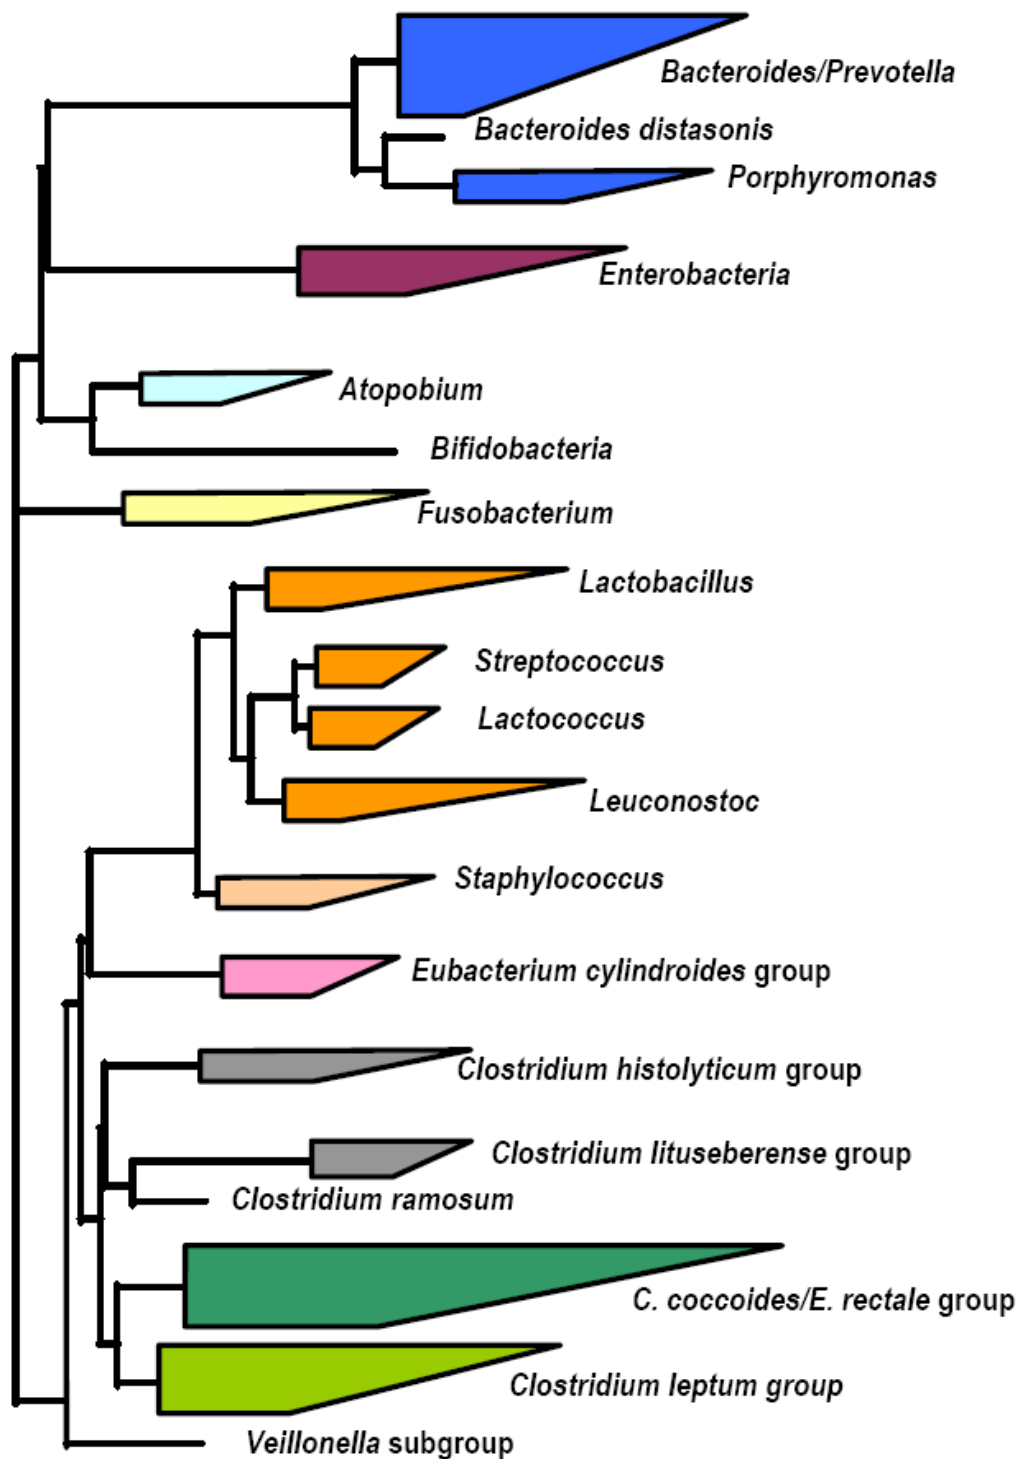 Bacteroides/Prevotella
Bacteroides distasonis
Porphyromonas
Enterobacteria
Atopobium
Bifidobacteria
Fusobacterium
Lactobacillus
Streptococcus
Lactococcus
Leuconostoc
Staphylococcus
Eubacterium cylindroides group
Clostridium histolyticum group
Clostridium lituseberense group
Clostridium ramosum
C. coccoides/E. rectale group
Clostridium leptum group
Veillonella subgroup